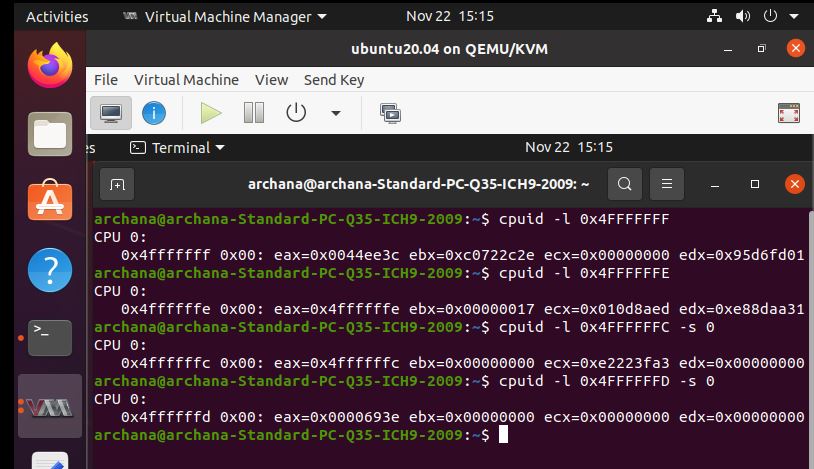 Activities Virtual Machine Manager Nov 22 15:15
ubuntu20.04 on QEMU/KVM
File Virtual Machine View Send Key
es Terminal Nov 22 15:15
archana@archana-Standard-PC-Q35-ICH9-2009: ~
archana@archana-Standard-PC-Q35-ICH9-2009:~$ cpuid -l 0x4FFFFFFF
CPU 0:
0x4fffffff 0x00: eax=0x0044ee3c ebx=0xc0722c2e ecx=0x00000000 edx=0x95d6fd01
archana@archana-Standard-PC-Q35-ICH9-2009:~$ cpuid -l 0x4FFFFFFE
CPU 0:
0x4ffffffe 0x00: eax=0x4ffffffe ebx=0x00000017 ecx=0x010d8aed edx=0xe88daa31
archana@archana-Standard-PC-Q35-ICH9-2009:~$ cpuid -l 0x4FFFFFFC -s 0
CPU 0:
0x4ffffffc 0x00: eax=0x4ffffffc ebx=0x00000000 ecx=0xe2223fa3 edx=0x00000000
archana@archana-Standard-PC-Q35-ICH9-2009:~$ cpuid -l 0x4FFFFFFD -s 0
CPU 0:
0x4ffffffd 0x00: eax=0x0000693e ebx=0x00000000 ecx=0x00000000 edx=0x00000000
archana@archana-Standard-PC-Q35-ICH9-2009:~$